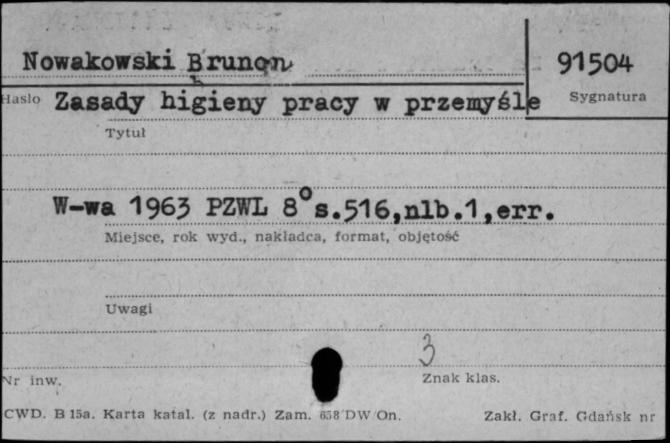 Nowakowski Brunon 91504
Hasło Zasady higieny pracy w przemyśle Sygnatura
Tytuł
W-wa 1963 PZWL 8° s.516,nlb.1,err.
Miejsce, rok wyd., nakładca, format, objętość
Uwagi
3
Nr inw. Znak klas.
CWD. B 15a. Karta katal. (z nadr.) Zam. 658 DW/On. Zakł. Graf. Gdańsk nr